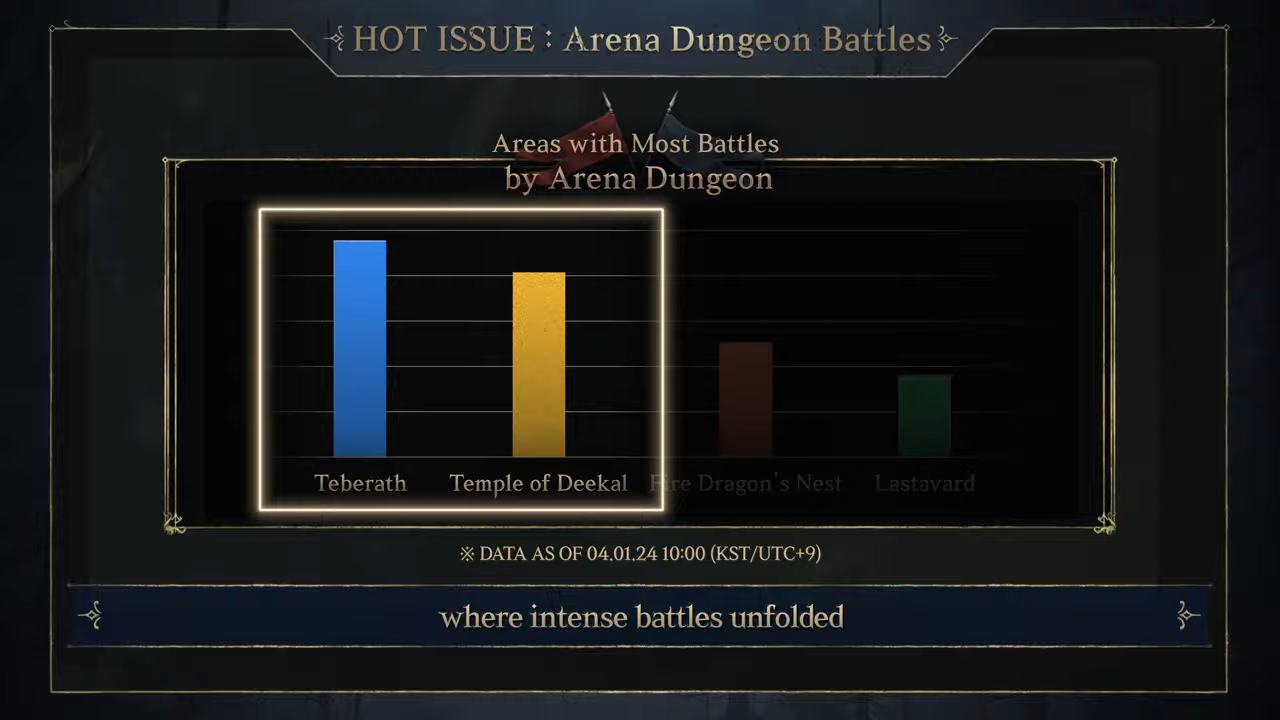 HOT ISSUE : Arena Dungeon Battles
Areas with Most Battles
by Arena Dungeon
Teberath Temple of Deekal Fire Dragon's Nest Lastavard
※ DATA AS OF 04.01.24 10:00 (KST/UTC+9)
where intense battles unfolded